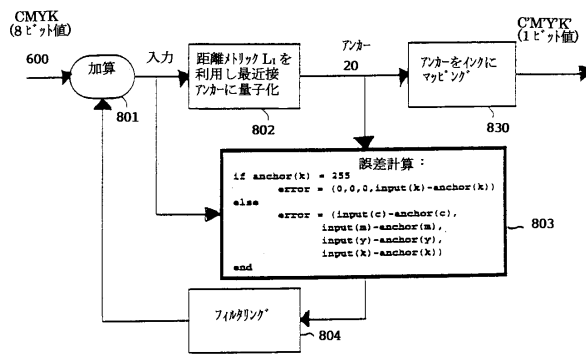 CMYK
(8ビット値)
600
加算
801
入力
距離メトリック L₁ を
利用し最近接
アンカーに量子化
802
アンカー
20
アンカーをインクに
マッピング
830
C'M'Y'K'
(1ビット値)
誤差計算：
if anchor(k) = 255
error = (0,0,0,input(k)-anchor(k))
else
error = (input(c)-anchor(c),
input(m)-anchor(m),
input(y)-anchor(y),
input(k)-anchor(k))
end
803
フィルタリング
804